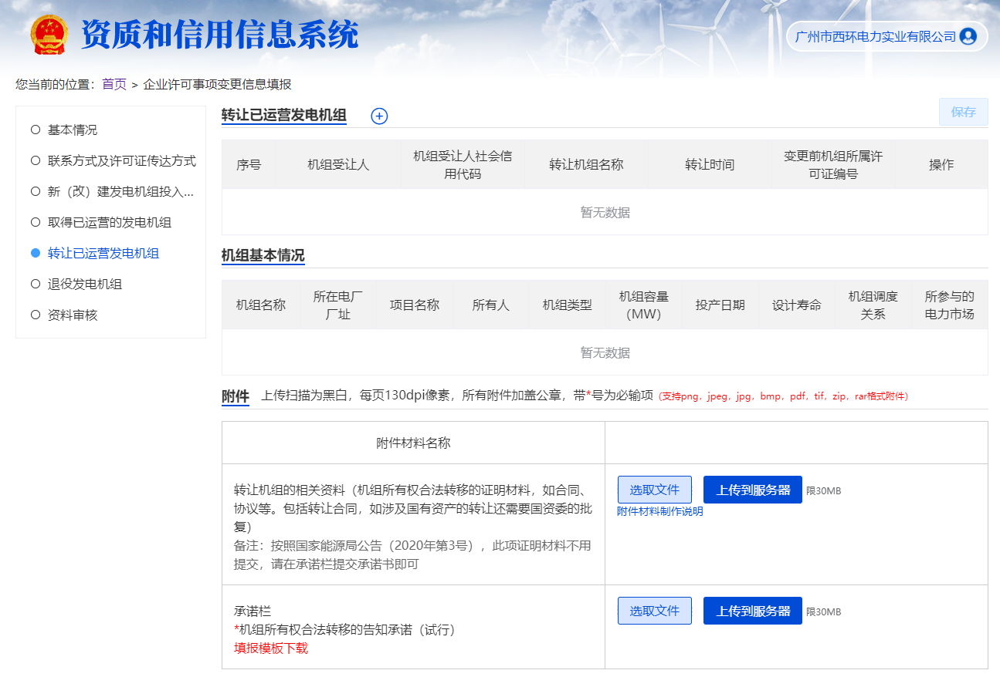 资质和信用信息系统
广州市西环电力实业有限公司
您当前的位置：首页 > 企业许可事项变更信息填报
基本情况
联系方式及许可证传达方式
新（改）建发电机组投入...
取得已运营的发电机组
转让已运营发电机组
退役发电机组
资料审核
转让已运营发电机组
保存
序号
机组受让人
机组受让人社会信
用代码
转让机组名称
转让时间
变更前机组所属许
可证编号
操作
暂无数据
机组基本情况
机组名称
所在电厂
厂址
项目名称
所有人
机组类型
机组容量
（MW）
投产日期
设计寿命
机组调度
关系
所参与的
电力市场
暂无数据
附件 上传扫描为黑白，每页130dpi像素，所有附件加盖公章，带*号为必输项（支持png，jpeg，jpg，bmp，pdf，tif，zip，rar格式附件）
附件材料名称
转让机组的相关资料（机组所有权合法转移的证明材料，如合同、
协议等。包括转让合同，如涉及国有资产的转让还需要国资委的批
复）
备注：按照国家能源局公告（2020年第3号），此项证明材料不用
提交，请在承诺栏提交承诺书即可
选取文件 上传到服务器 限30MB
附件材料制作说明
承诺栏
*机组所有权合法转移的告知承诺（试行）
填报模板下载
选取文件 上传到服务器 限30MB